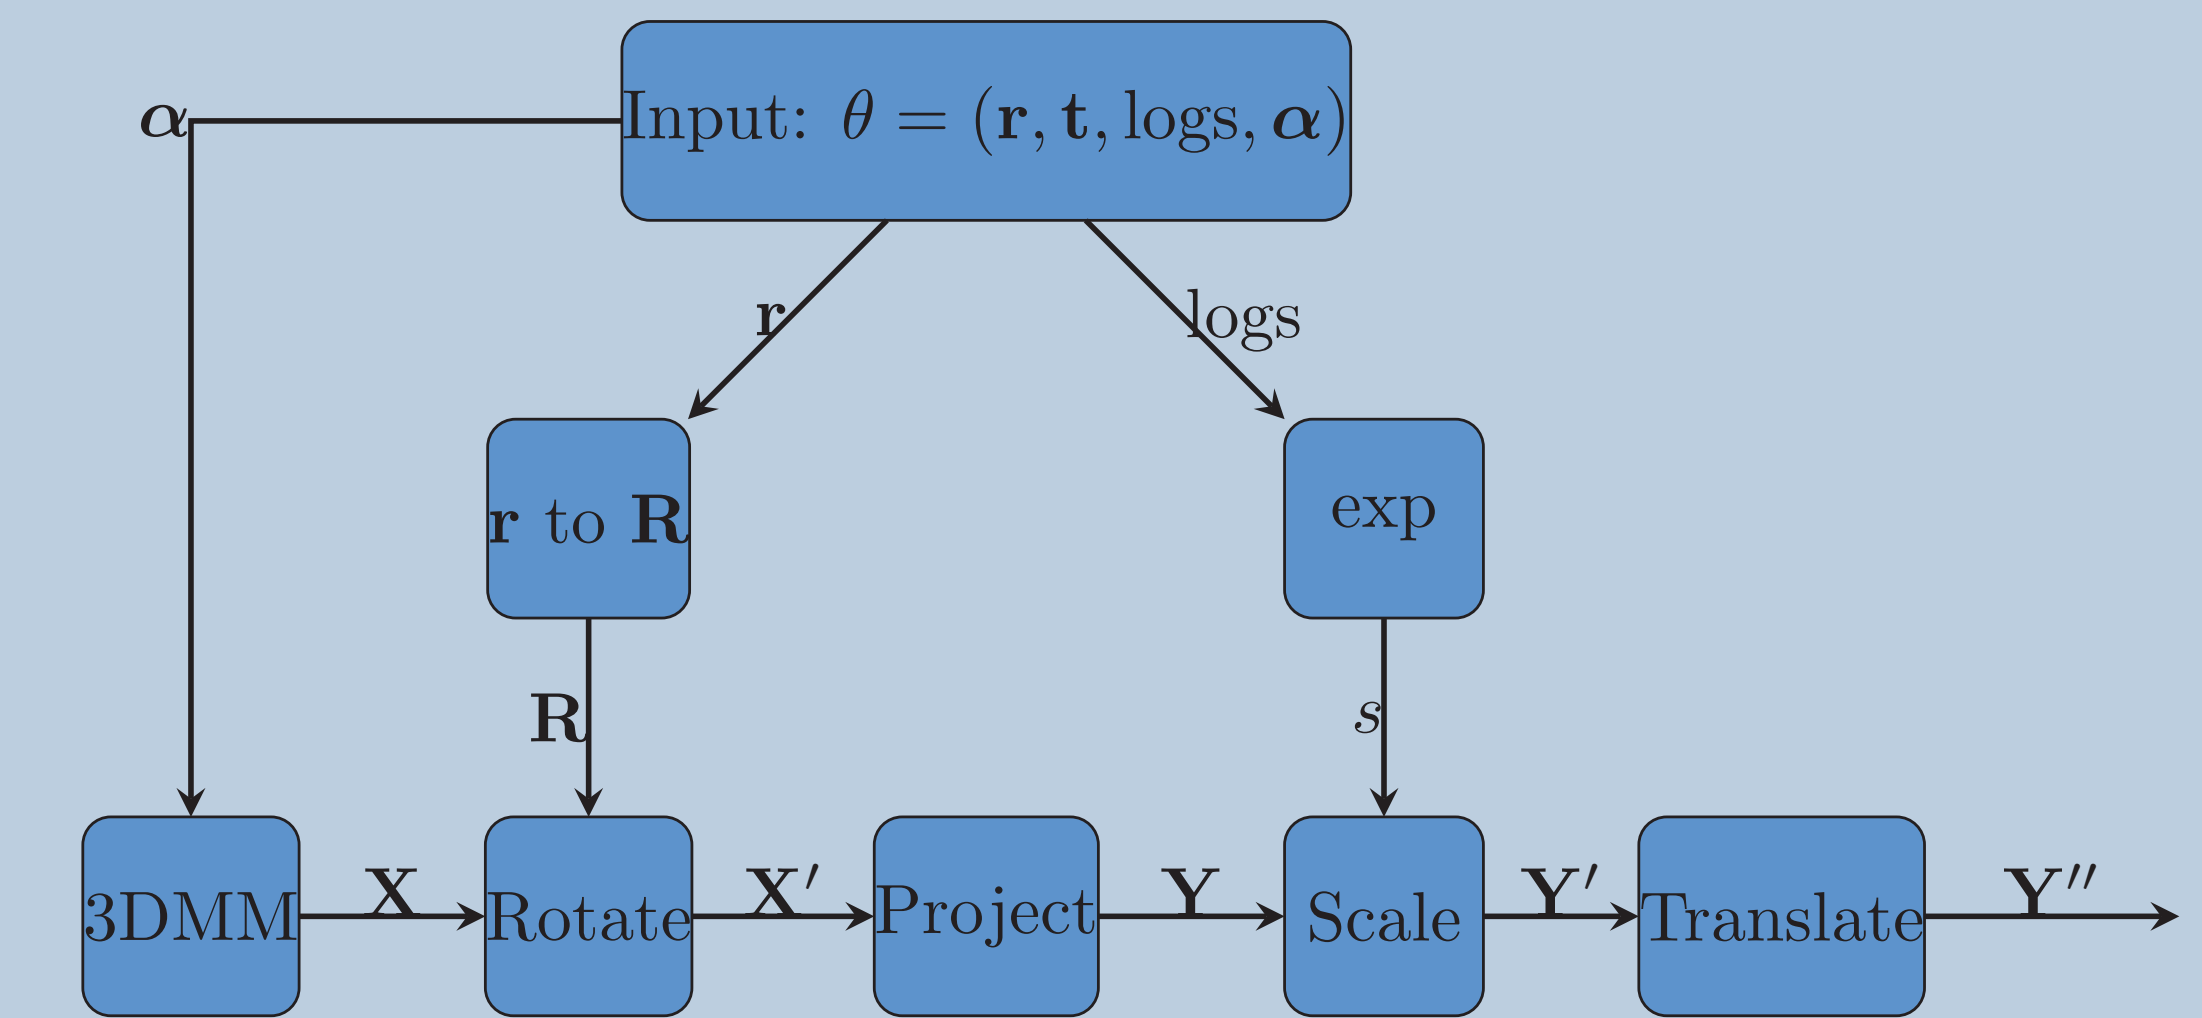 Input: θ = (r, t, logs, α)
α
r
logs
r to R
exp
R
s
3DMM
X
Rotate
X′
Project
Y
Scale
Y′
Translate
Y′′